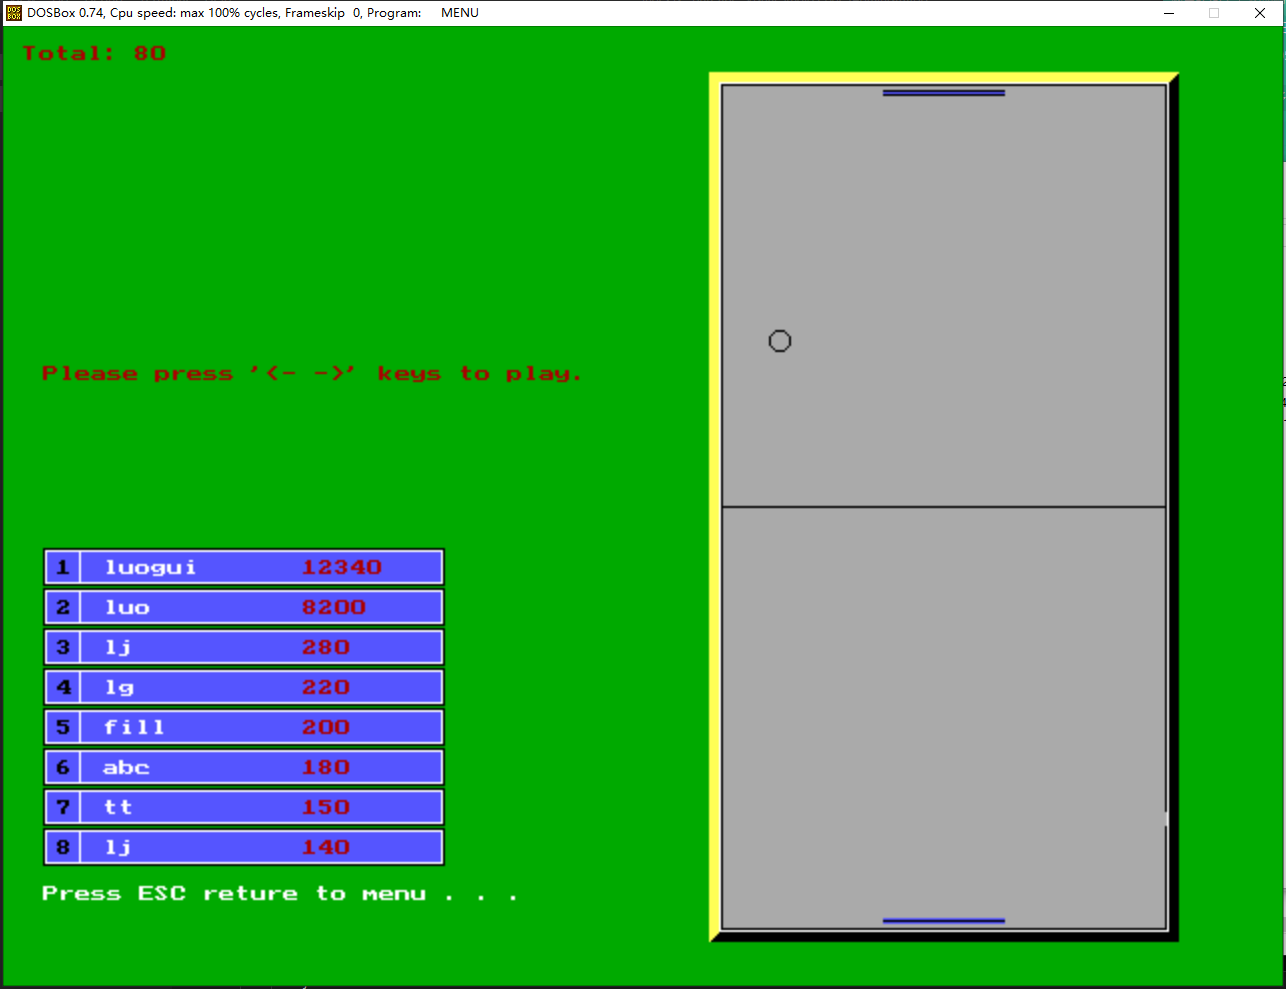 DOS BOX DOSBox 0.74, Cpu speed: max 100% cycles, Frameskip 0, Program: MENU
Total: 80
Please press '<- ->' keys to play.
1 luogui 12340
2 luo 8200
3 lj 280
4 lg 220
5 fill 200
6 abc 180
7 tt 150
8 lj 140
Press ESC reture to menu . . .